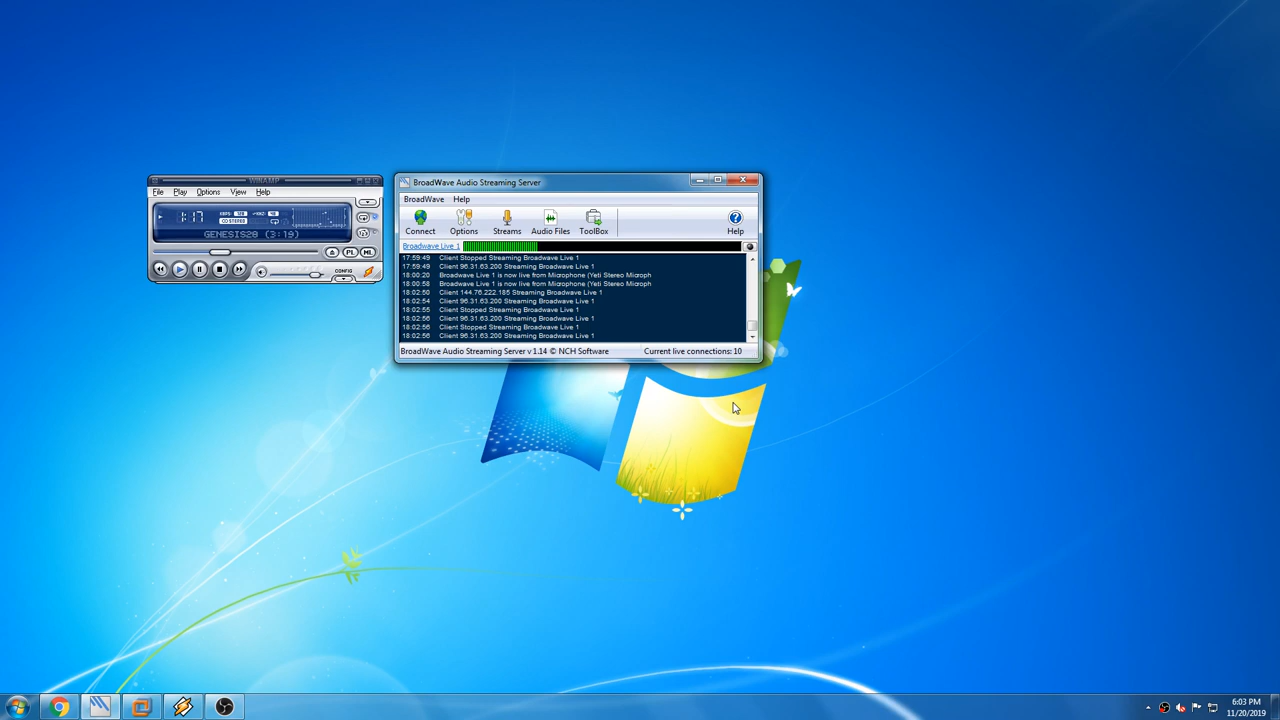 WINAMP
File Play Options View Help
1:17
CD STEREO
GENESIS28 (3:19)
PL ML
CONFIG
BroadWave Audio Streaming Server
BroadWave Help
Connect Options Streams Audio Files ToolBox Help
Broadwave Live 1
17:59:49 Client Stopped Streaming Broadwave Live 1
17:59:49 Client 96.31.63.200 Streaming Broadwave Live 1
18:00:20 Broadwave Live 1 is now live from Microphone (Yeti Stereo Microph
18:00:58 Broadwave Live 1 is now live from Microphone (Yeti Stereo Microph
18:02:50 Client 144.76.222.185 Streaming Broadwave Live 1
18:02:54 Client 96.31.63.200 Streaming Broadwave Live 1
18:02:55 Client Stopped Streaming Broadwave Live 1
18:02:56 Client 96.31.63.200 Streaming Broadwave Live 1
18:02:56 Client Stopped Streaming Broadwave Live 1
18:02:56 Client 96.31.63.200 Streaming Broadwave Live 1
BroadWave Audio Streaming Server v 1.14 © NCH Software Current live connections: 10
6:03 PM
11/20/2019